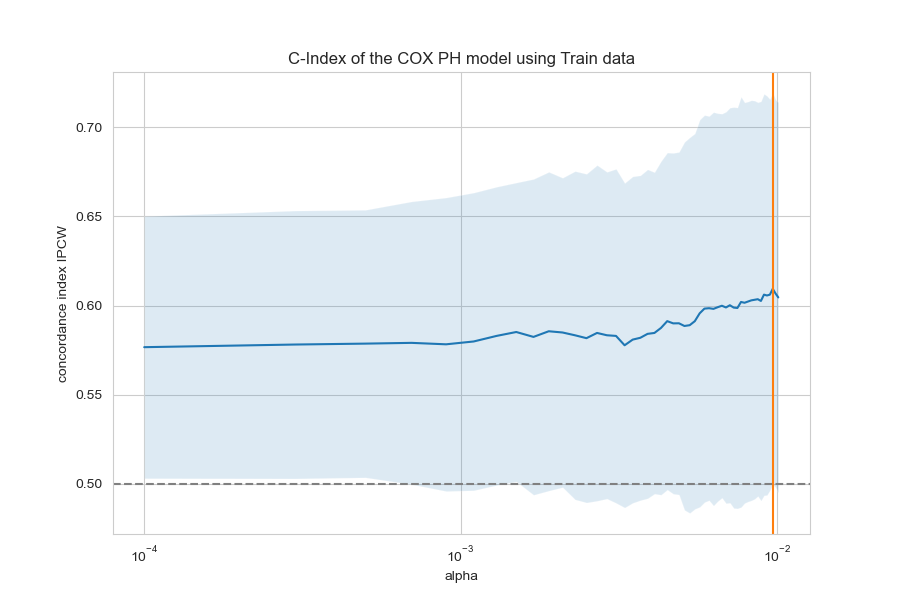 C-Index of the COX PH model using Train data
concordance index IPCW
0.70
0.65
0.60
0.55
0.50
10⁻⁴
10⁻³
10⁻²
alpha